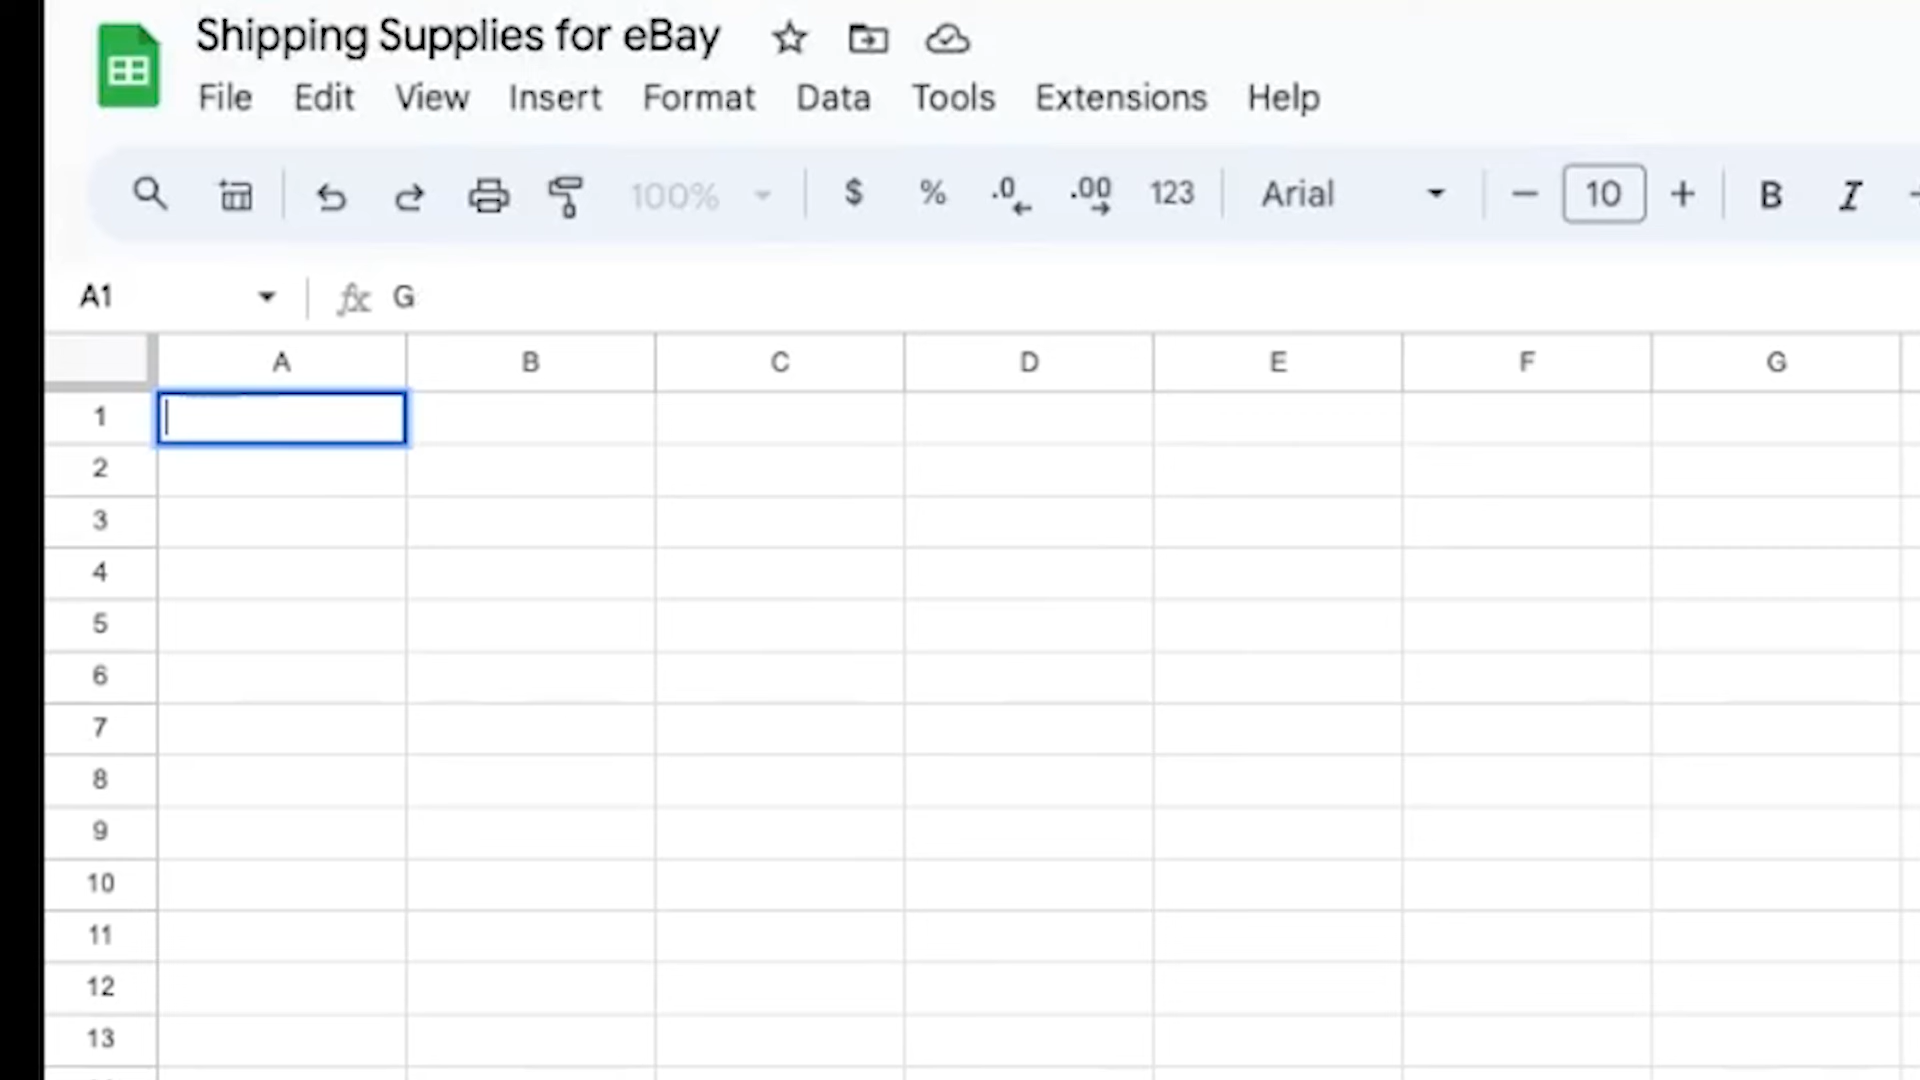 Shipping Supplies for eBay
File Edit View Insert Format Data Tools Extensions Help
100% $ % .0 .00 123 Arial 10 B I
A1 fx G
A B C D E F G
1
2
3
4
5
6
7
8
9
10
11
12
13